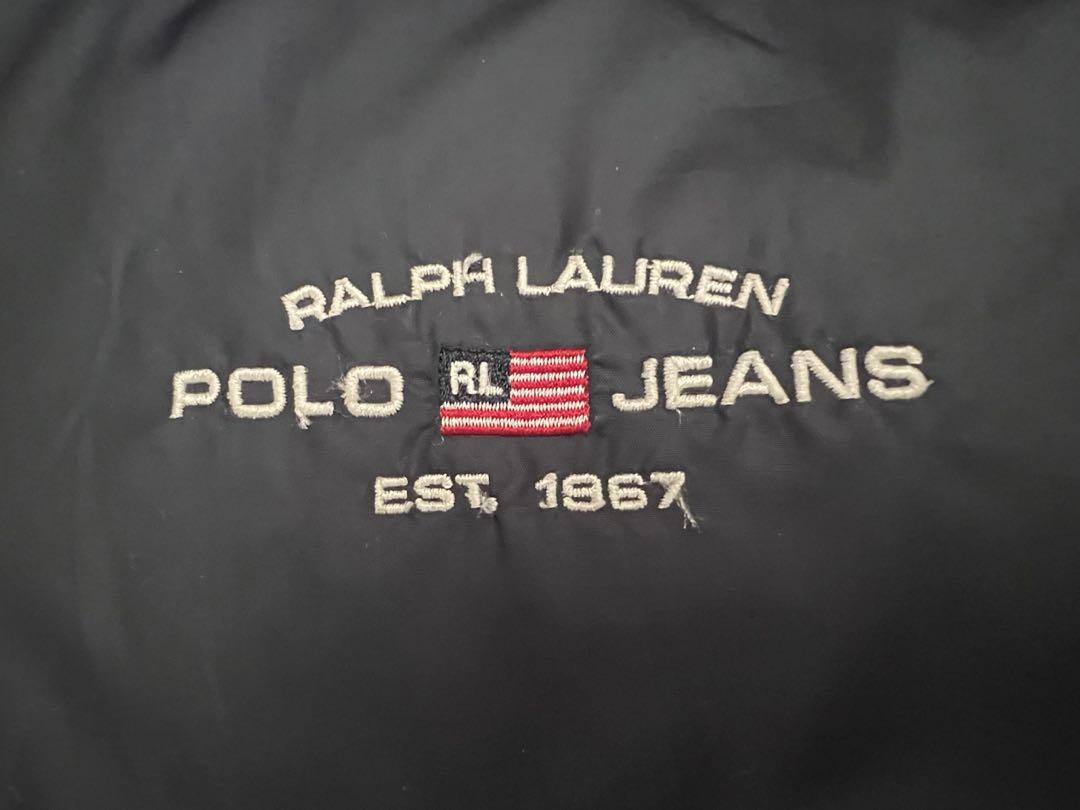 RALPH LAUREN
POLO RL JEANS
EST. 1967